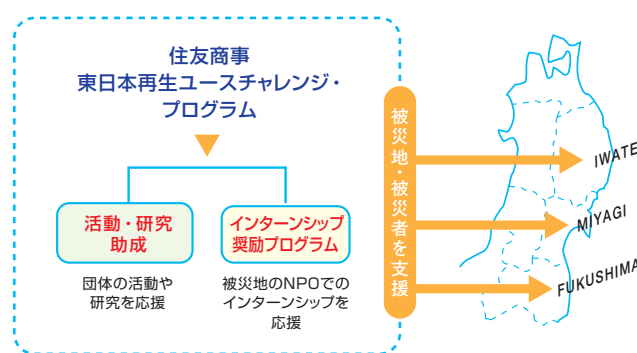 住友商事
東日本再生ユースチャレンジ・
プログラム
活動・研究
助成
団体の活動や
研究を応援
インターンシップ
奨励プログラム
被災地のNPOでの
インターンシップを
応援
被災地・被災者を支援
IWATE
MIYAGI
FUKUSHIMA